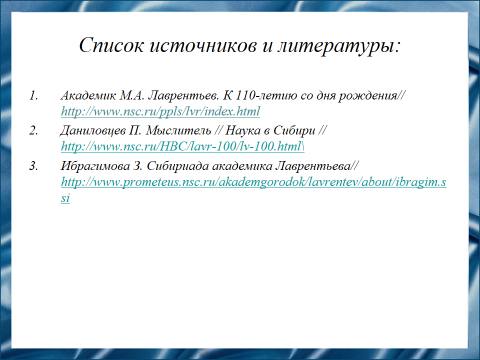 Список источников и литературы:
1. Академик М.А. Лаврентьев. К 110-летию со дня рождения//
http://www.nsc.ru/ppls/lvr/index.html
2. Даниловцев П. Мыслитель // Наука в Сибири //
http://www.nsc.ru/HBC/lavr-100/lv-100.html\
3. Ибрагимова З. Сибириада академика Лаврентьева//
http://www.prometeus.nsc.ru/akademgorodok/lavrentev/about/ibragim.s
si